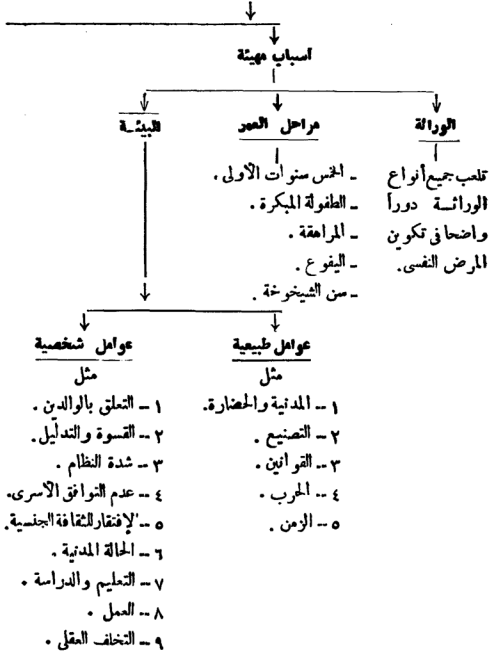 أسباب مهيئة
الوراثة
تلعب جميع أنواع
الوراثة دوراً
واضحا في تكوين
المرض النفسى.
مراحل العمر
- الخمس سنوات الأولى.
- الطفولة المبكرة.
- المراهقة.
- اليفوع.
- سن الشيخوخة.
البيئة
عوامل طبيعية
مثل
١ - المدنية والحضارة.
٢ - التصنيع.
٣ - القوانين.
٤ - الحرب.
٥ - الزمن.
عوامل شخصية
مثل
١ - التعلق بالوالدين.
٢ - القسوة والتدليل.
٣ - شدة النظام.
٤ - عدم التوافق الأسرى.
٥ - الإفتقار للثقافة الجنسية.
٦ - الحالة المدنية.
٧ - التعليم والدراسة.
٨ - العمل.
٩ - التخلف العقلى.